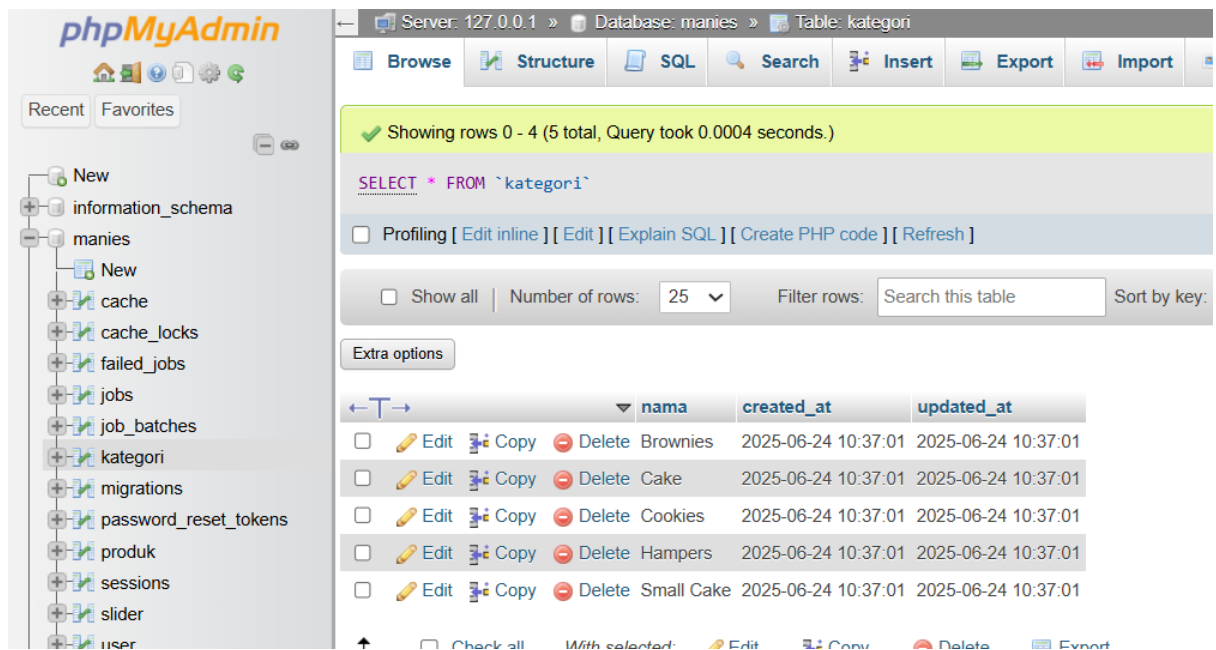 phpMyAdmin
Recent Favorites
New
information_schema
manies
New
cache
cache_locks
failed_jobs
jobs
job_batches
kategori
migrations
password_reset_tokens
produk
sessions
slider
user
← Server: 127.0.0.1 » Database: manies » Table: kategori
Browse Structure SQL Search Insert Export Import
Showing rows 0 - 4 (5 total, Query took 0.0004 seconds.)
SELECT * FROM `kategori`
Profiling [ Edit inline ] [ Edit ] [ Explain SQL ] [ Create PHP code ] [ Refresh ]
Show all | Number of rows: 25 Filter rows: Search this table Sort by key:
Extra options
←T→ nama created_at updated_at
Edit Copy Delete Brownies 2025-06-24 10:37:01 2025-06-24 10:37:01
Edit Copy Delete Cake 2025-06-24 10:37:01 2025-06-24 10:37:01
Edit Copy Delete Cookies 2025-06-24 10:37:01 2025-06-24 10:37:01
Edit Copy Delete Hampers 2025-06-24 10:37:01 2025-06-24 10:37:01
Edit Copy Delete Small Cake 2025-06-24 10:37:01 2025-06-24 10:37:01
Check all With selected: Edit Copy Delete Export